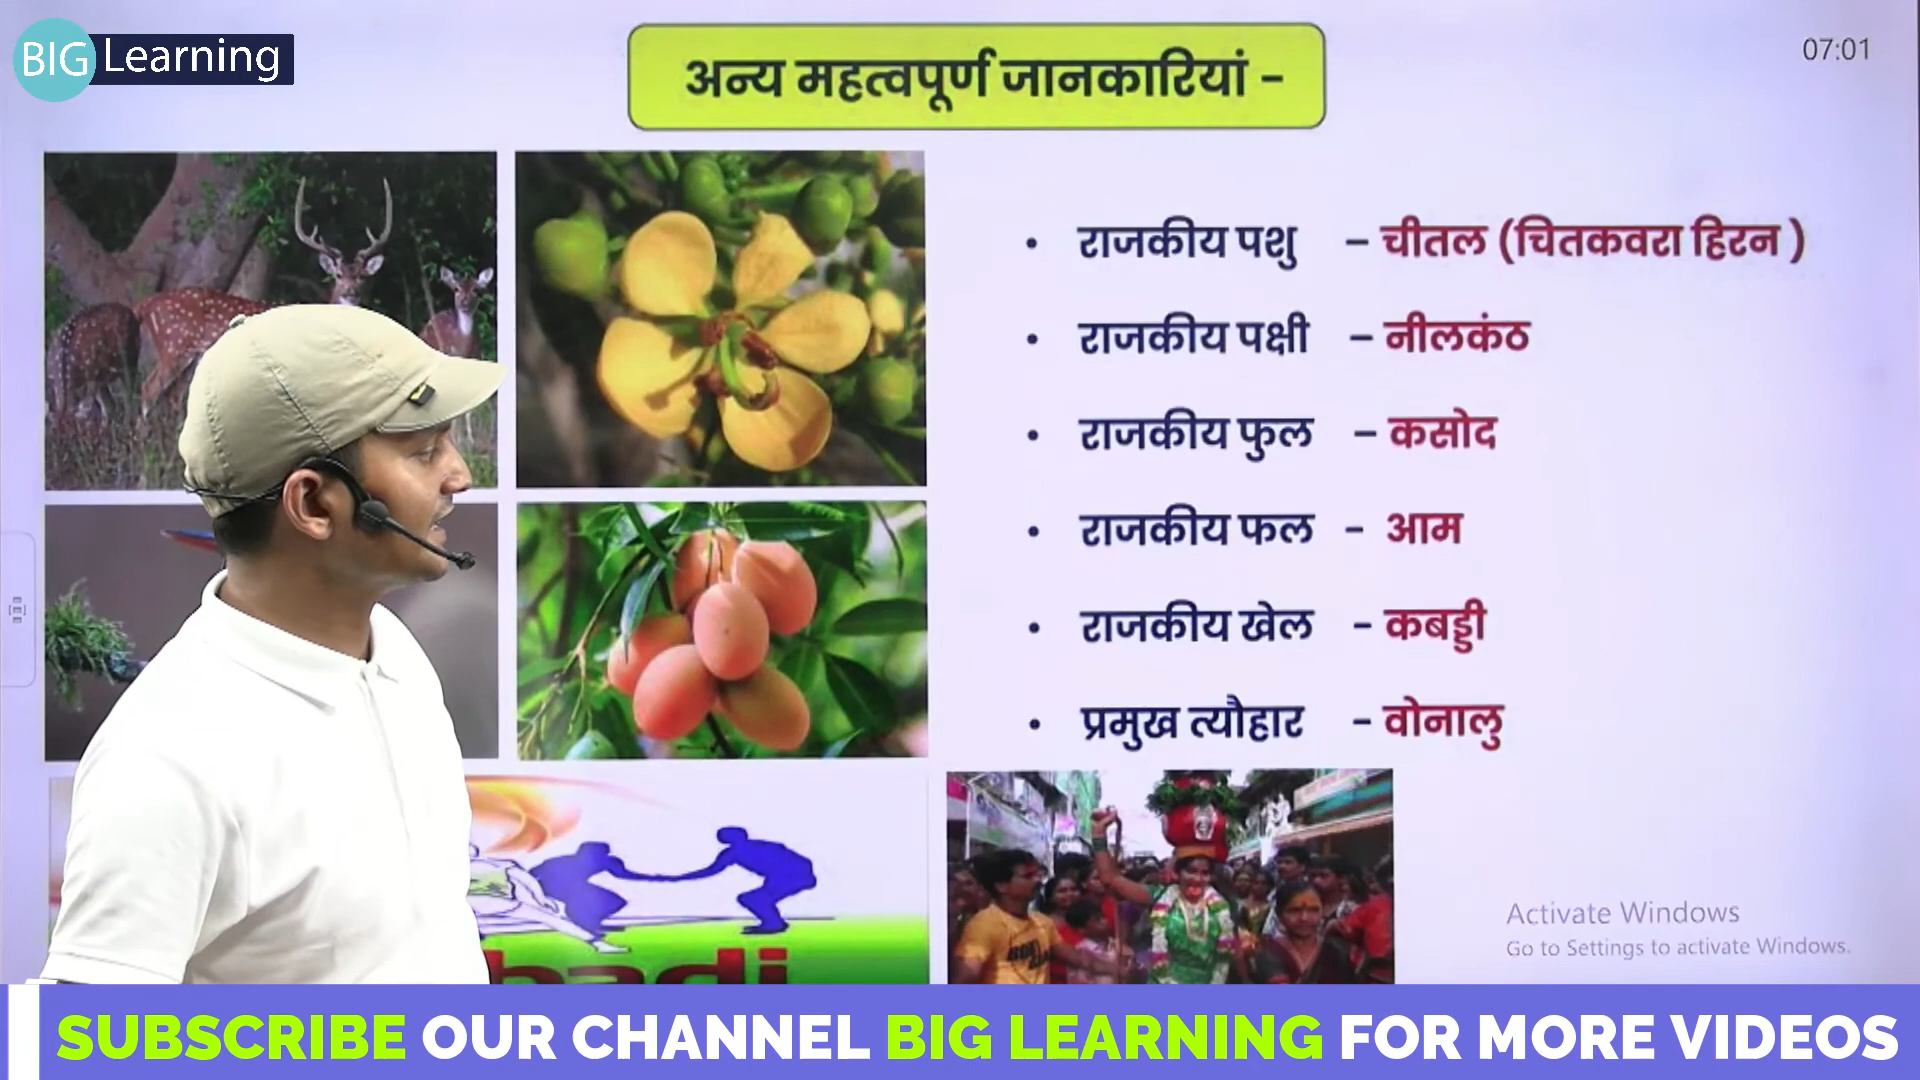 BIG Learning
अन्य महत्वपूर्ण जानकारियां -
07:01
• राजकीय पशु – चीतल (चितकवरा हिरन )
• राजकीय पक्षी – नीलकंठ
• राजकीय फुल – कसोद
• राजकीय फल - आम
• राजकीय खेल - कबड्डी
• प्रमुख त्यौहार - वोनालु
badi
Activate Windows
Go to Settings to activate Windows.
SUBSCRIBE OUR CHANNEL BIG LEARNING FOR MORE VIDEOS